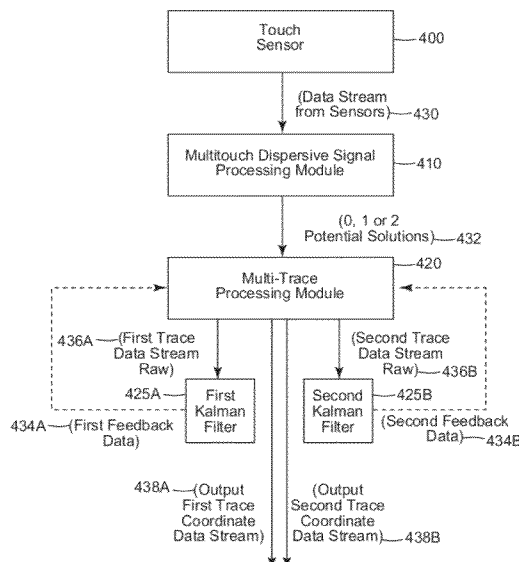 Touch
Sensor
400
(Data Stream
from Sensors)
430
Multitouch Dispersive Signal
Processing Module
410
(0, 1 or 2
Potential Solutions)
432
420
Multi-Trace
Processing Module
436A
(First Trace
Data Stream
Raw)
(Second Trace
Data Stream
Raw)
436B
425A
First
Kalman
Filter
Second
Kalman
Filter
425B
434A
(First Feedback
Data)
(Second Feedback
Data)
434B
438A
(Output
First Trace
Coordinate
Data Stream)
(Output
Second Trace
Coordinate
Data Stream)
438B